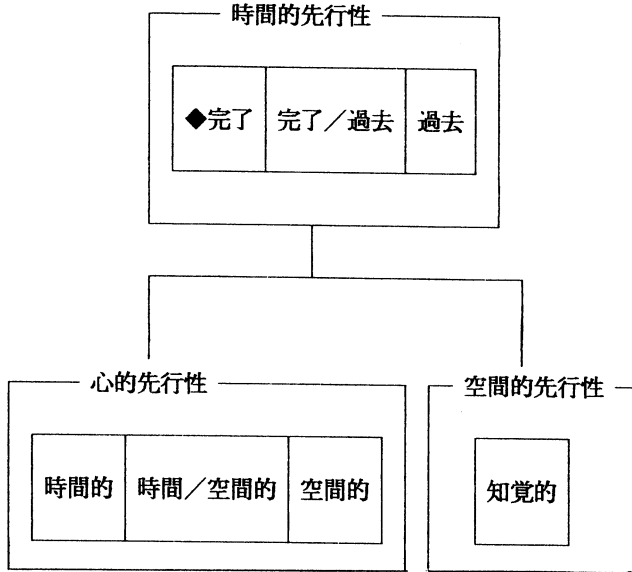 時間的先行性
◆完了 完了／過去 過去
心的先行性 空間的先行性
時間的 時間／空間的 空間的 知覚的